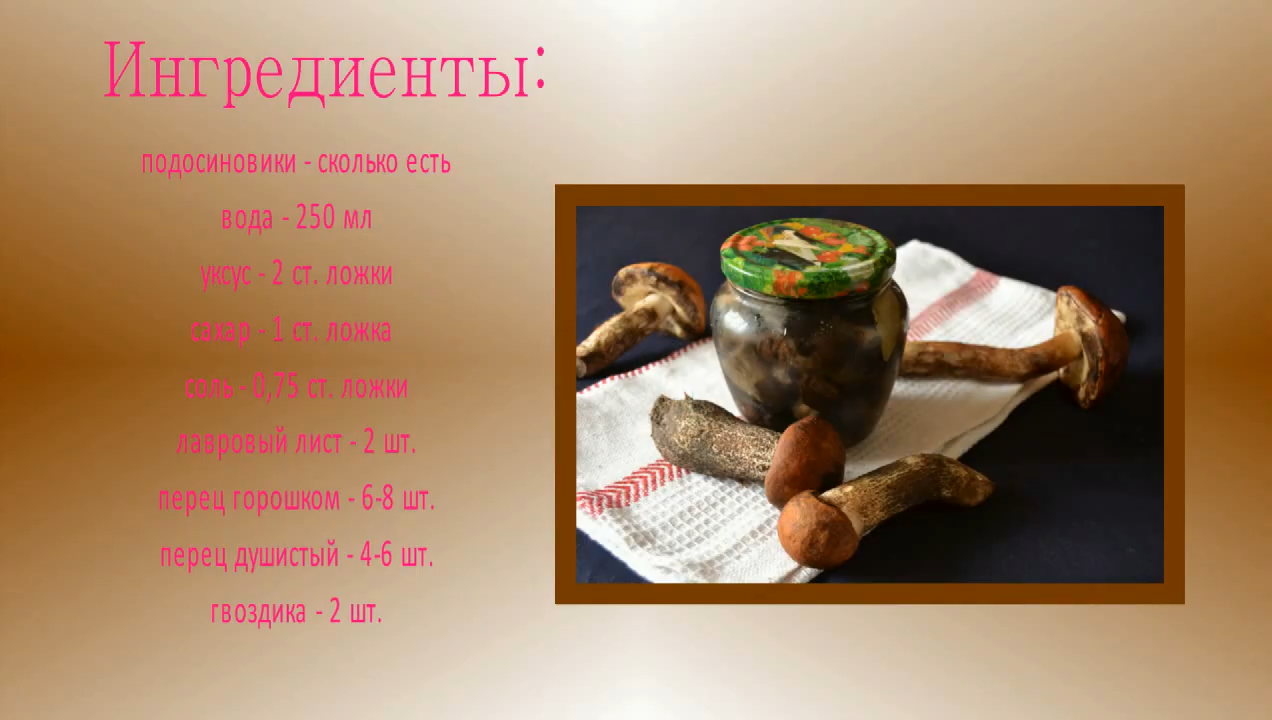 Ингредиенты:
подосиновики - сколько есть
вода - 250 мл
уксус - 2 ст. ложки
сахар - 1 ст. ложка
соль - 0,75 ст. ложки
лавровый лист - 2 шт.
перец горошком - 6-8 шт.
перец душистый - 4-6 шт.
гвоздика - 2 шт.